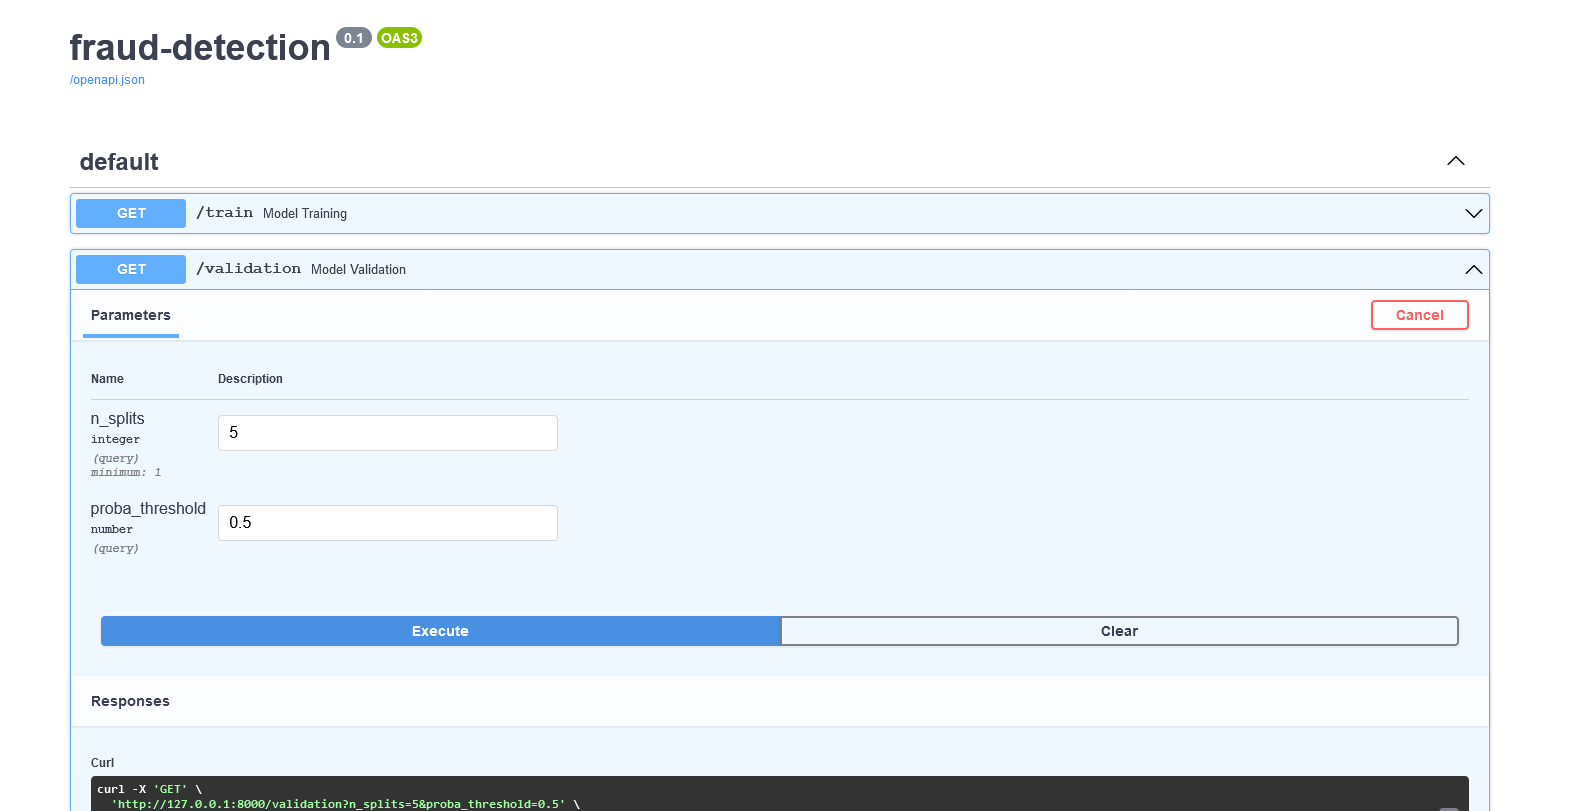 fraud-detection 0.1 OAS3
/openapi.json
default
GET /train Model Training
GET /validation Model Validation
Parameters Cancel
Name Description
n_splits
integer
(query)
minimum: 1
5
proba_threshold
number
(query)
0.5
Execute Clear
Responses
Curl
curl -X 'GET' \
'http://127.0.0.1:8000/validation?n_splits=5&proba_threshold=0.5' \